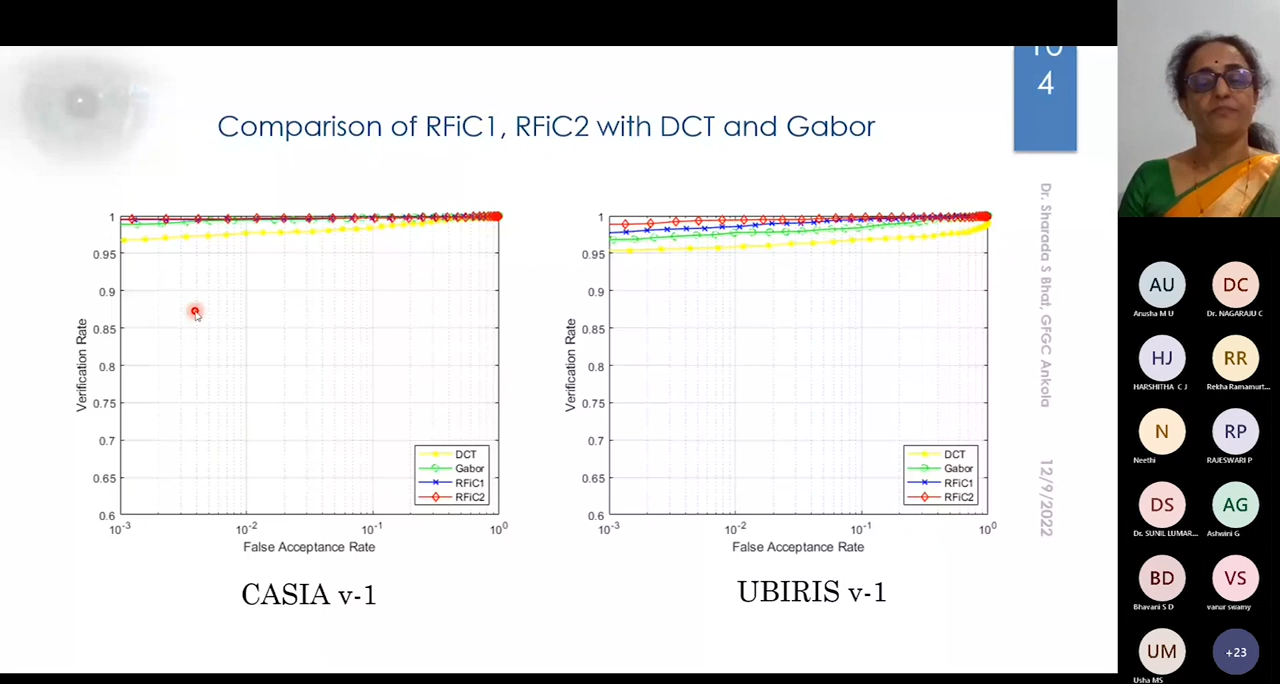 10
4
Comparison of RFiC1, RFiC2 with DCT and Gabor
Dr. Sharada S Bhat, GFGC Ankola
12/9/2022
1
0.95
0.9
0.85
0.8
0.75
0.7
0.65
0.6
Verification Rate
DCT
Gabor
RFiC1
RFiC2
10-3
10-2
10-1
100
False Acceptance Rate
CASIA v-1
1
0.95
0.9
0.85
0.8
0.75
0.7
0.65
0.6
Verification Rate
DCT
Gabor
RFiC1
RFiC2
10-3
10-2
10-1
100
False Acceptance Rate
UBIRIS v-1
AU
Anusha M U
DC
Dr. NAGARAJU C
HJ
HARSHITHA C J
RR
Rekha Ramamurt...
N
Neethi
RP
RAJESWARI P
DS
Dr. SUNIL LUMAR...
AG
Ashwini G
BD
Bhavani S D
VS
vanur swamy
UM
Usha MS
+23